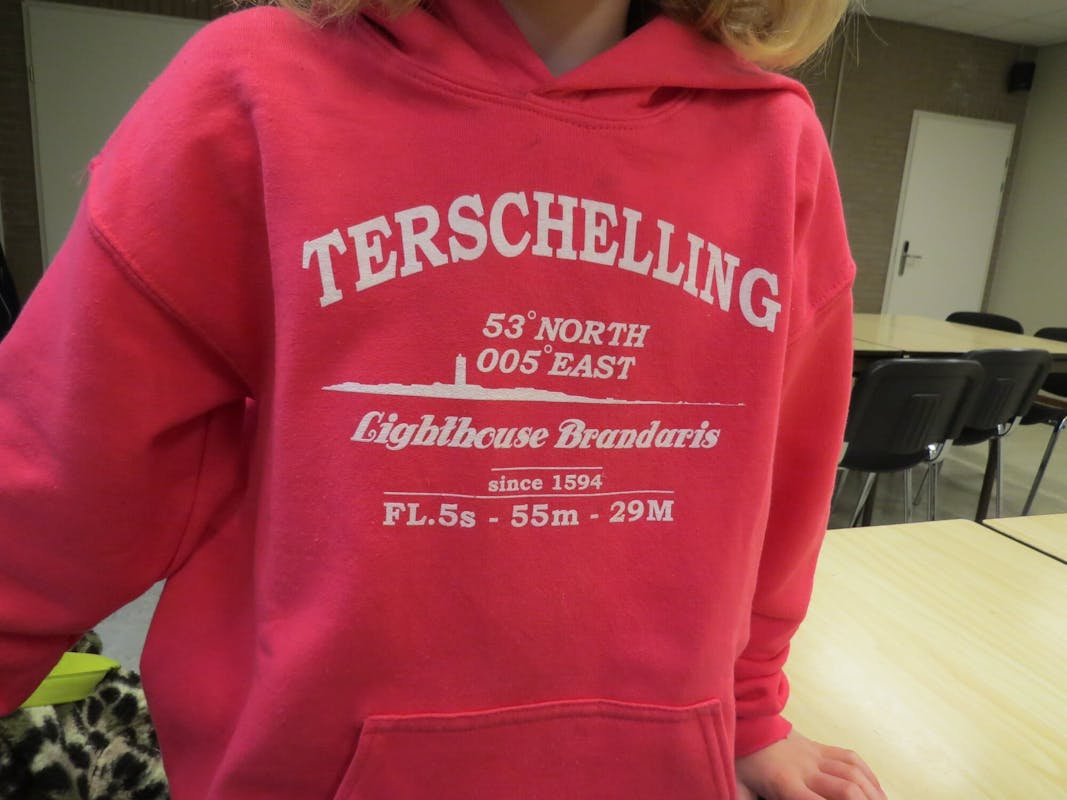 TERSCHELLING
53° NORTH
005° EAST
Lighthouse Brandaris
since 1594
FL.5s - 55m - 29M